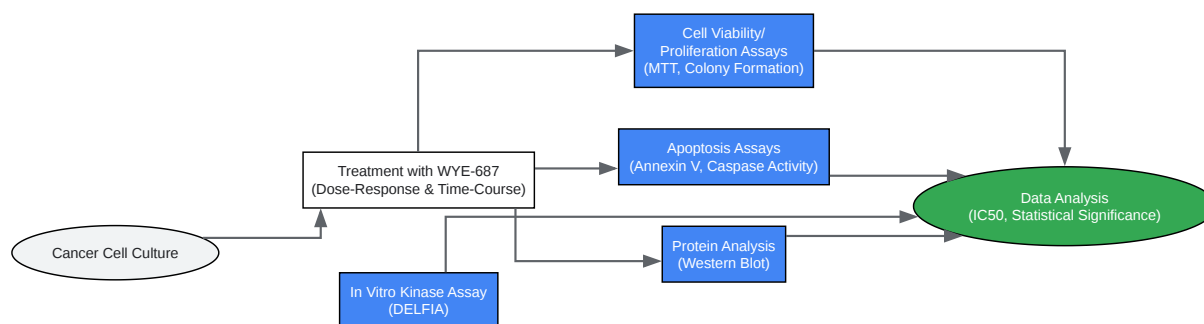 Cell Viability/
Proliferation Assays
(MTT, Colony Formation)
Apoptosis Assays
(Annexin V, Caspase Activity)
Treatment with WYE-687
(Dose-Response & Time-Course)
Data Analysis
(IC50, Statistical Significance)
Cancer Cell Culture
Protein Analysis
(Western Blot)
In Vitro Kinase Assay
(DELFIA)